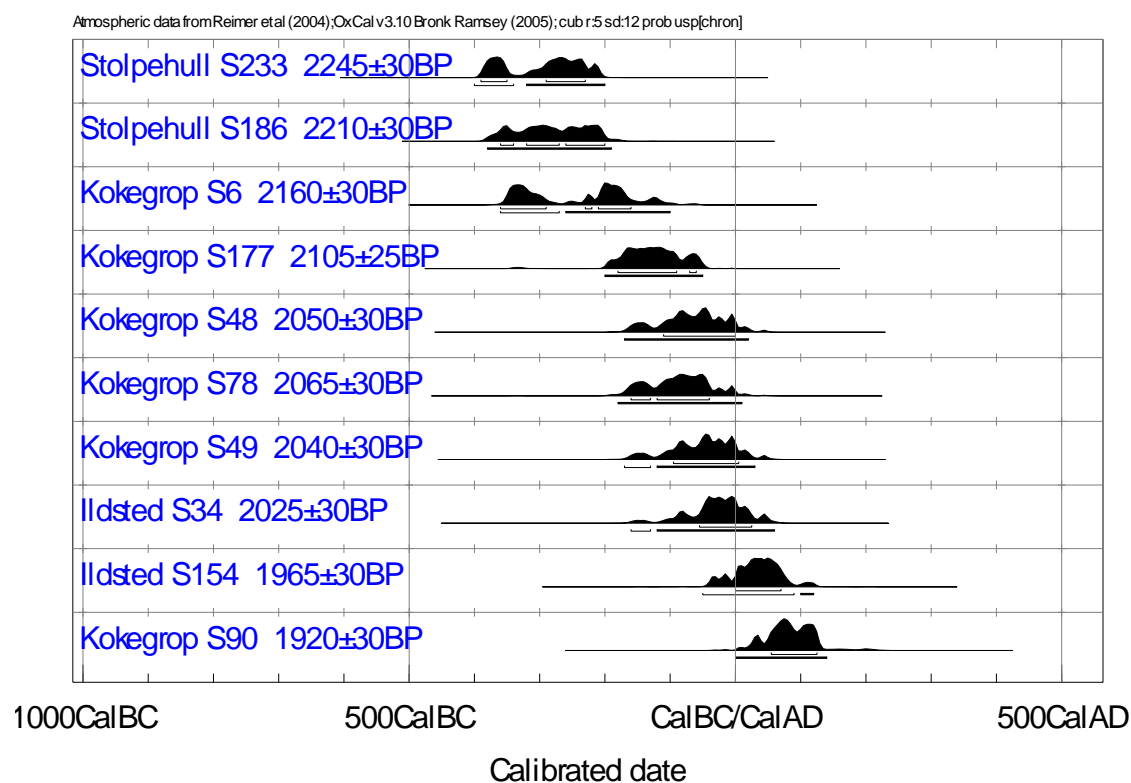 Atmospheric data from Reimer et al (2004);OxCal v3.10 Bronk Ramsey (2005); cub r:5 sd:12 prob usp[chron]
Stolpehull S233 2245±30BP
Stolpehull S186 2210±30BP
Kokegrop S6 2160±30BP
Kokegrop S177 2105±25BP
Kokegrop S48 2050±30BP
Kokegrop S78 2065±30BP
Kokegrop S49 2040±30BP
Ildsted S34 2025±30BP
Ildsted S154 1965±30BP
Kokegrop S90 1920±30BP
1000CalBC 500CalBC CalBC/CalAD 500CalAD
Calibrated date